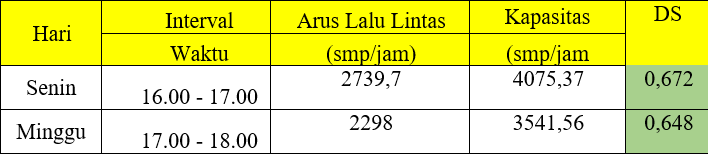 Hari Interval Arus Lalu Lintas Kapasitas DS
Waktu (smp/jam) (smp/jam
Senin 16.00 - 17.00 2739,7 4075,37 0,672
Minggu 17.00 - 18.00 2298 3541,56 0,648